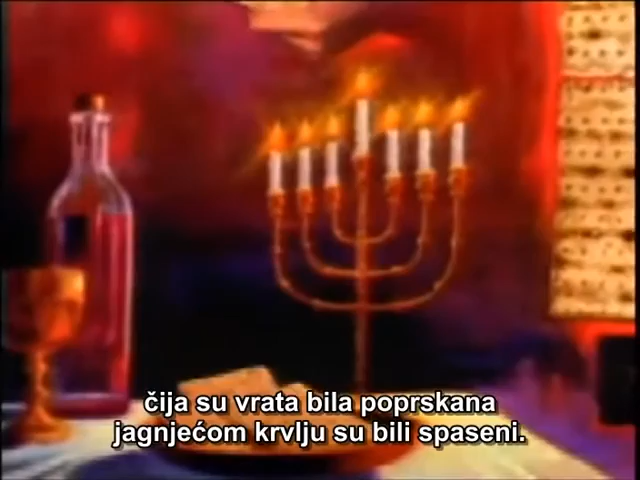 čija su vrata bila poprskana
jagnjećom krvlju su bili spaseni.